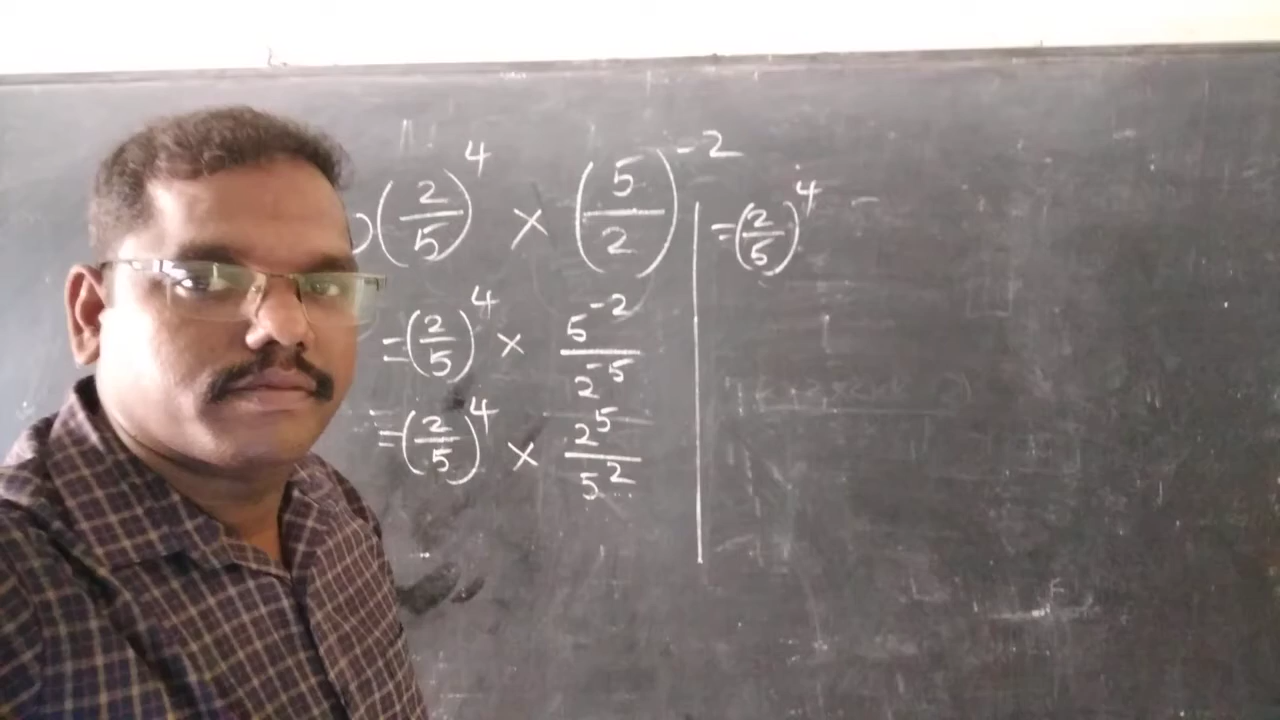 (2/5)^4 × (5/2)^-2
= (2/5)^4 × 5^-2/2^-5
= (2/5)^4 × 2^5/5^2
= (2/5)^4